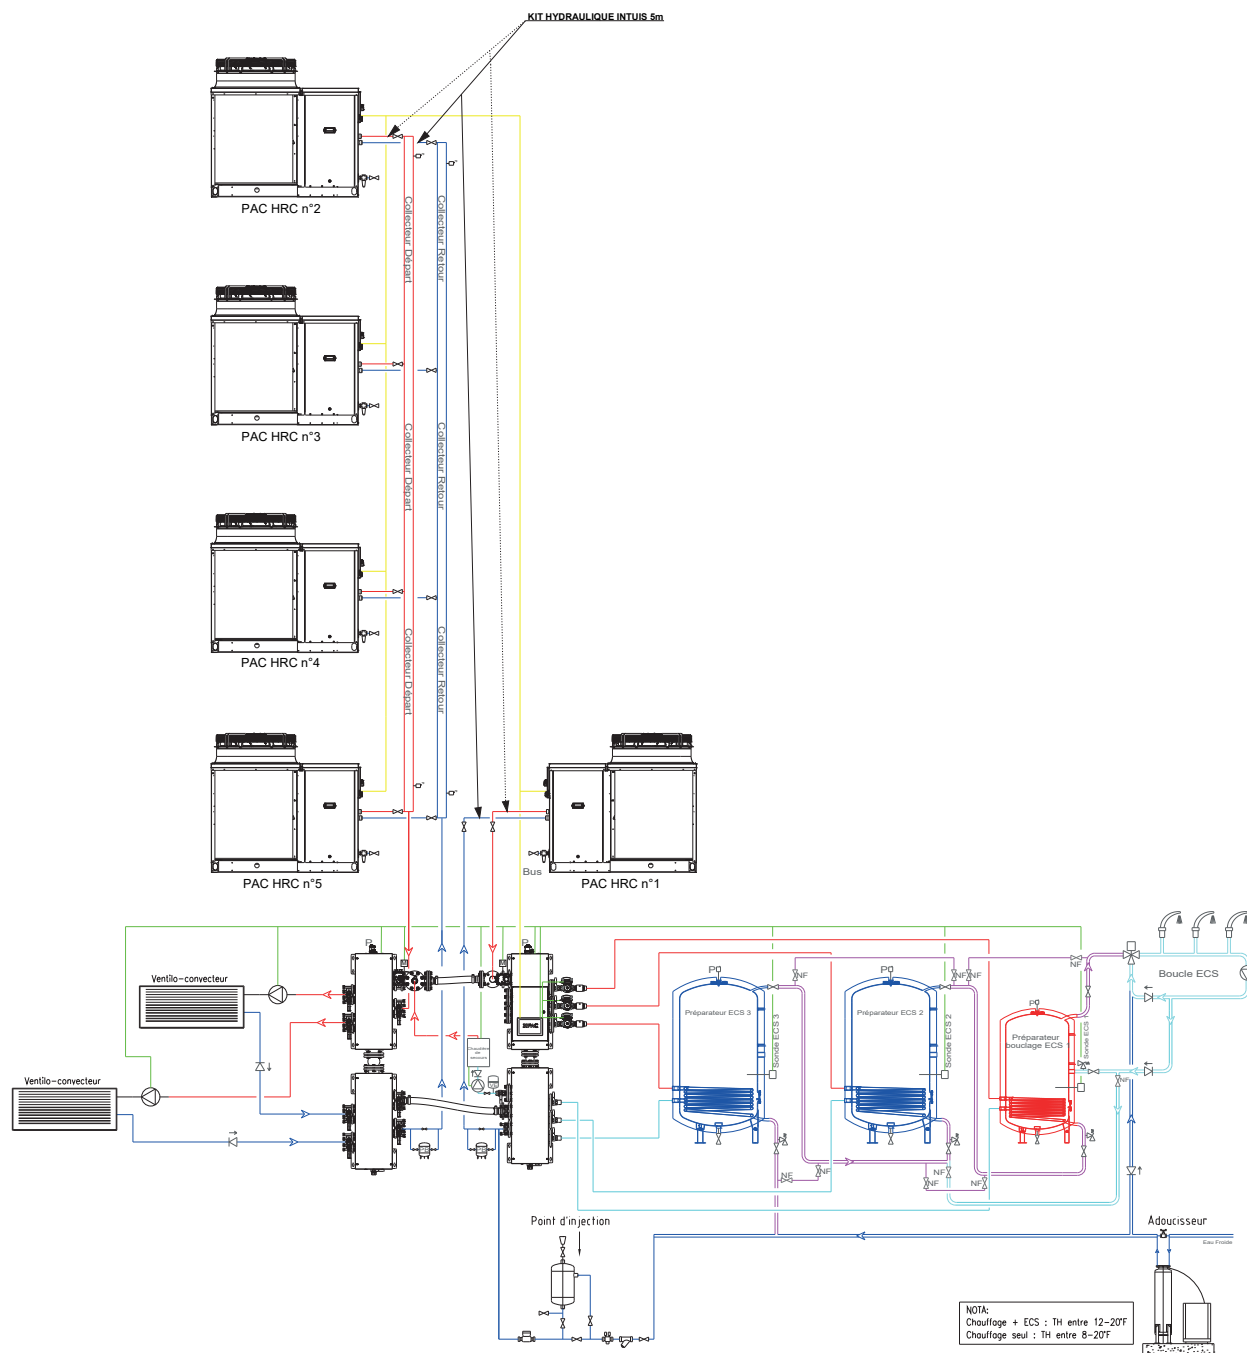 KIT HYDRAULIQUE INTUIS 5m
PAC HRC n°2
Collecteur Départ
Collecteur Retour
PAC HRC n°3
Collecteur Départ
Collecteur Retour
PAC HRC n°4
Collecteur Départ
Collecteur Retour
PAC HRC n°5
Bus
PAC HRC n°1
Boucle ECS
Ventilo-convecteur
Ventilo-convecteur
P
P
P
P
Chaudière
de
secours
Préparateur ECS 3
Sonde ECS 3
Préparateur ECS 2
Sonde ECS 2
Préparateur
bouclage ECS
Sonde ECS 1
NF
NF
NF
NF
NF
NF
NF
NF
NF
Point d'injection
Adoucisseur
Eau Froide
NOTA:
Chauffage + ECS : TH entre 12-20°F
Chauffage seul : TH entre 8-20°F